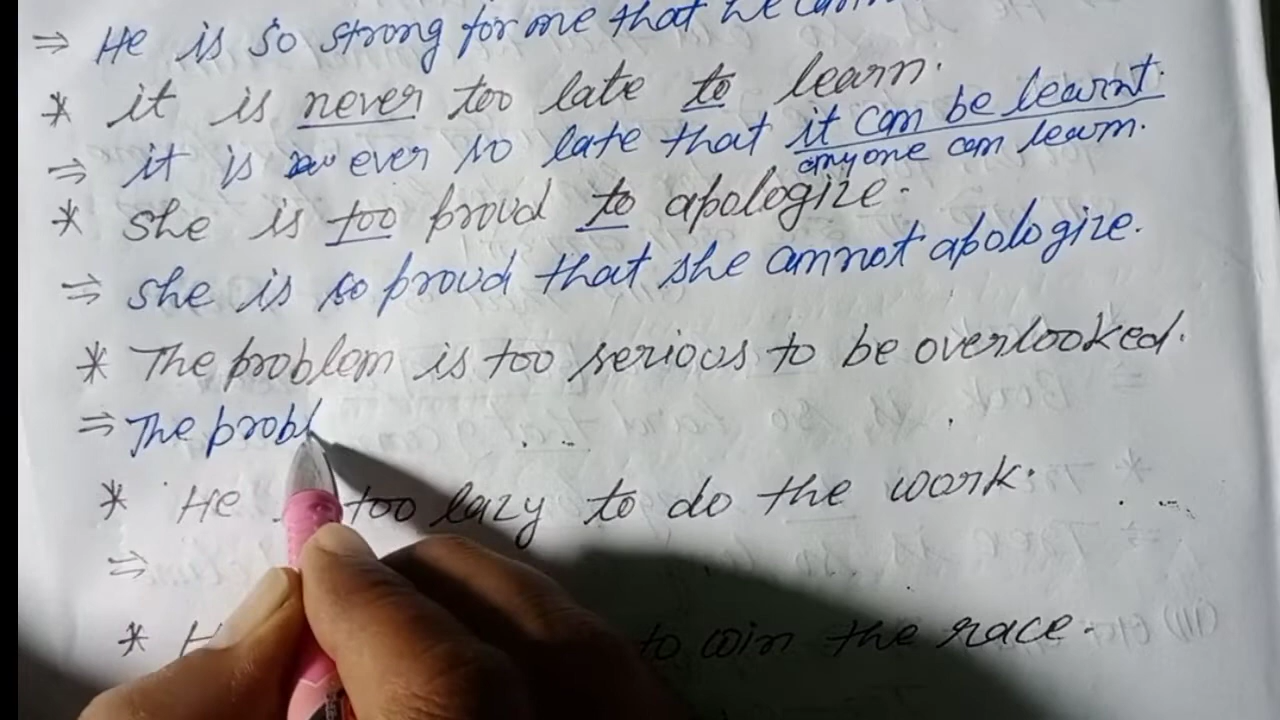 ⇒ He is so strong for me that he
* it is never too late to learn.
⇒ it is ever so late that it can be learnt.
anyone can learn.
* she is too proud to apologize.
⇒ she is so proud that she cannot apologize.
* The problem is too serious to be overlooked.
⇒ The probl
* He too lazy to do the work.
⇒
* H to win the race.